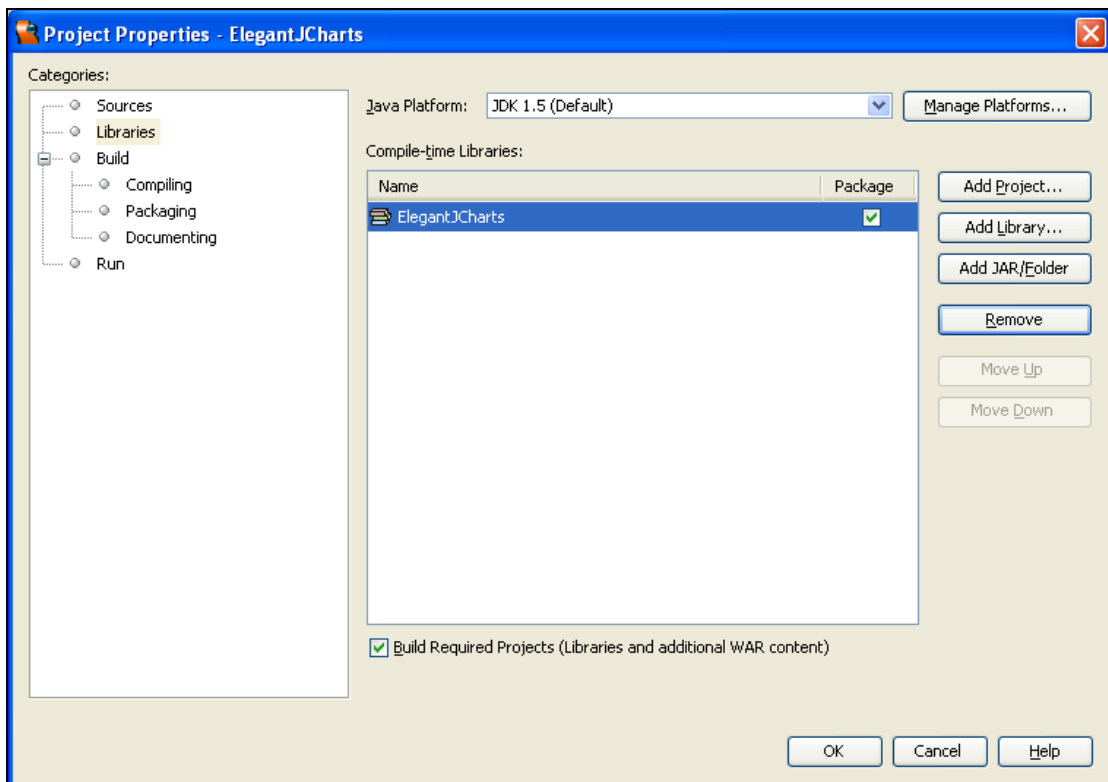 Project Properties - ElegantJCharts
Categories:
Sources
Libraries
Build
Compiling
Packaging
Documenting
Run
Java Platform: JDK 1.5 (Default) Manage Platforms...
Compile-time Libraries:
Name Package
ElegantJCharts
Add Project...
Add Library...
Add JAR/Folder
Remove
Move Up
Move Down
Build Required Projects (Libraries and additional WAR content)
OK Cancel Help